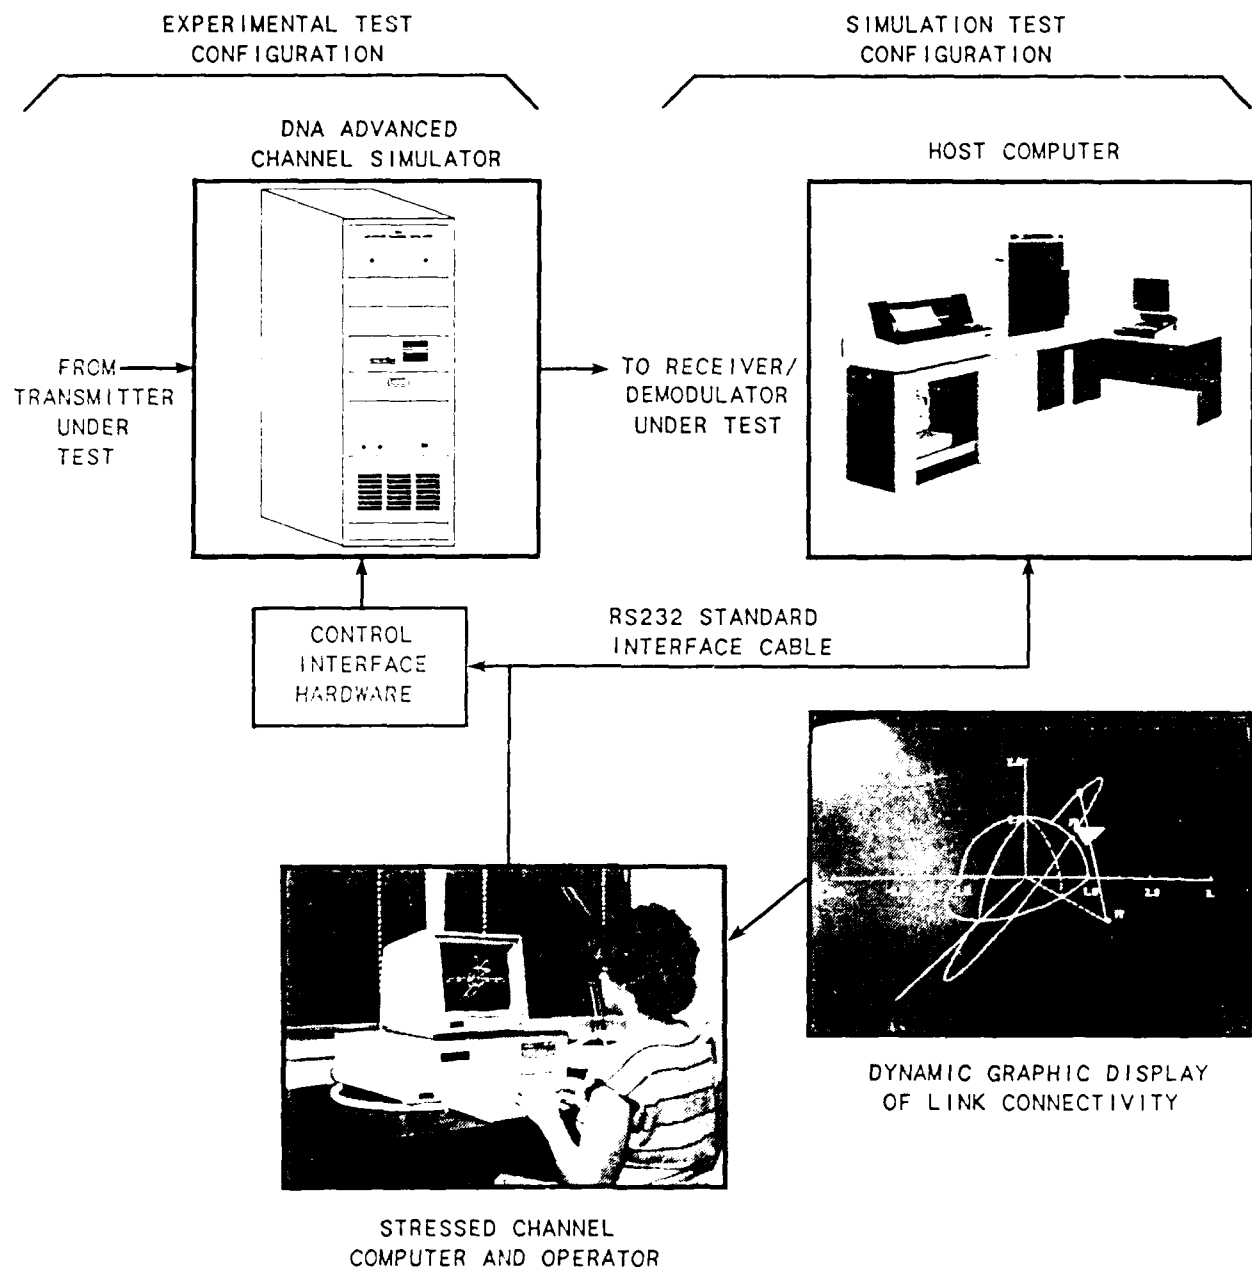 EXPERIMENTAL TEST
CONFIGURATION
SIMULATION TEST
CONFIGURATION
DNA ADVANCED
CHANNEL SIMULATOR
HOST COMPUTER
FROM
TRANSMITTER
UNDER
TEST
TO RECEIVER/
DEMODULATOR
UNDER TEST
CONTROL
INTERFACE
HARDWARE
RS232 STANDARD
INTERFACE CABLE
DYNAMIC GRAPHIC DISPLAY
OF LINK CONNECTIVITY
STRESSED CHANNEL
COMPUTER AND OPERATOR